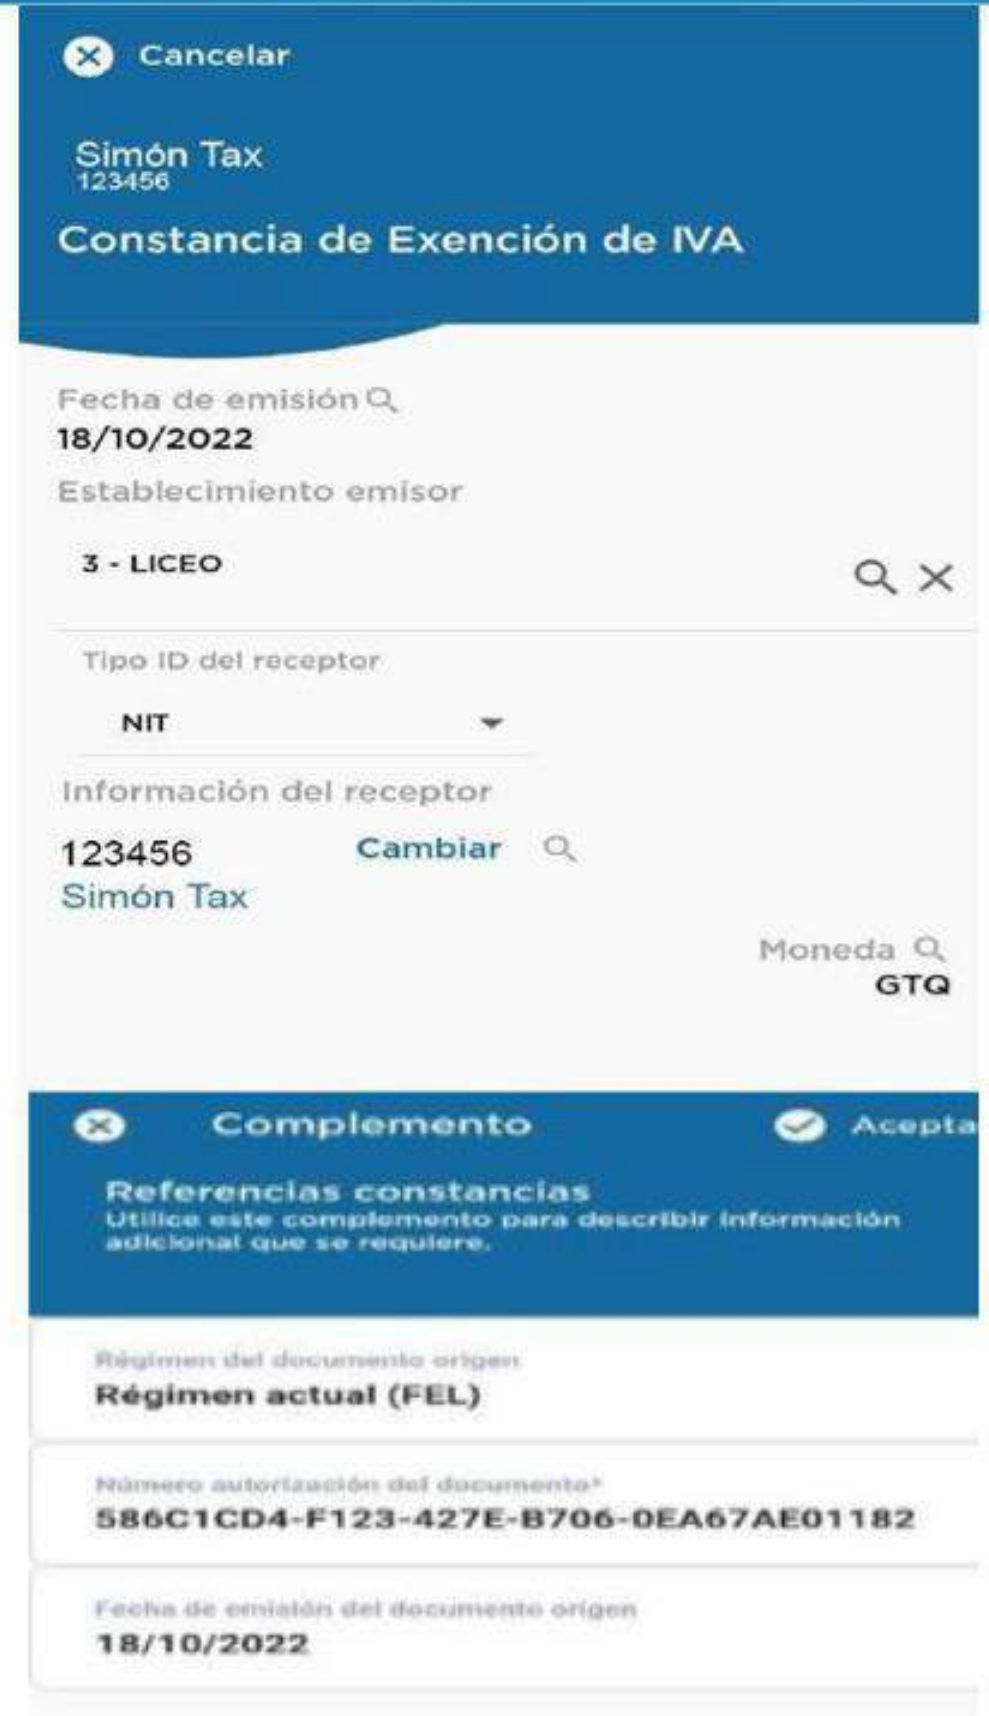 Cancelar
Simón Tax
123456
Constancia de Exención de IVA
Fecha de emisión
18/10/2022
Establecimiento emisor
3 - LICEO
Tipo ID del receptor
NIT
Información del receptor
123456 Cambiar
Simón Tax
Moneda
GTQ
Complemento Acepta
Referencias constancias
Utilice este complemento para describir información
adicional que se requiere.
Régimen del documento origen
Régimen actual (FEL)
Número autorización del documento*
586C1CD4-F123-427E-B706-0EA67AE01182
Fecha de emisión del documento origen
18/10/2022